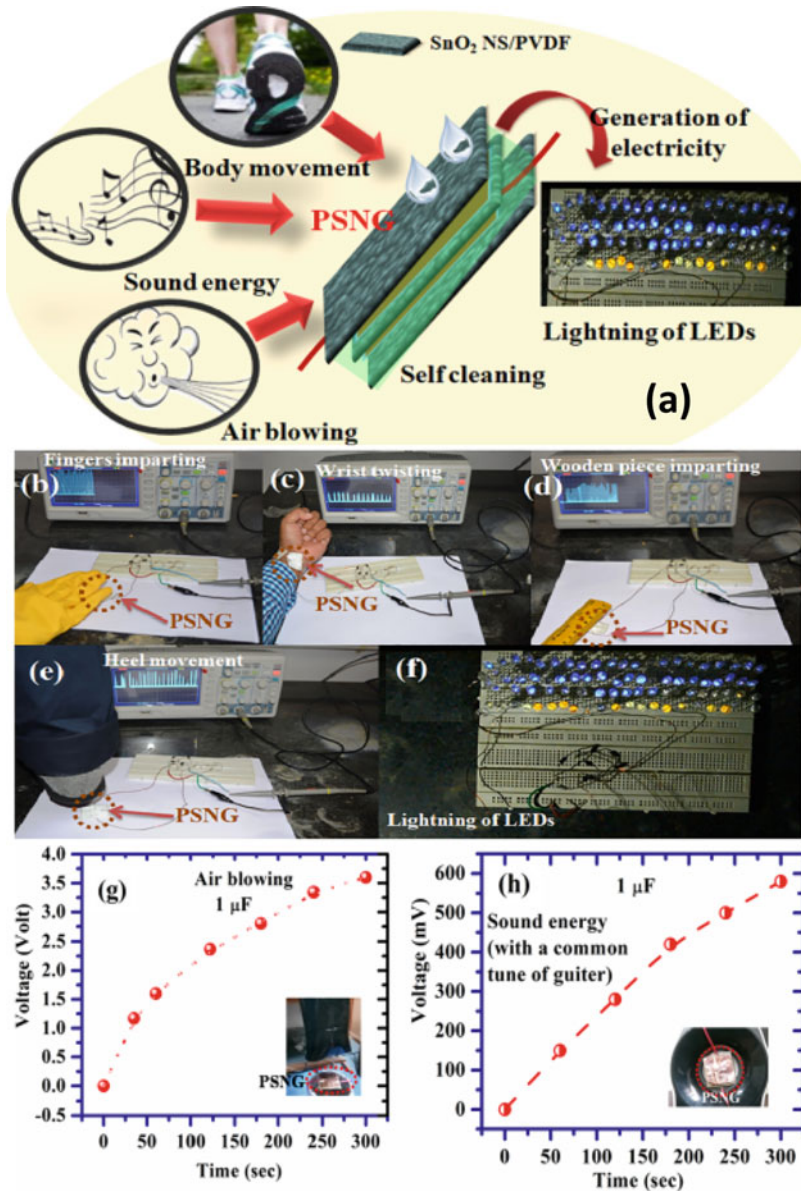 SnO₂ NS/PVDF
Generation of
electricity
Body movement
PSNG
Sound energy
Lightning of LEDs
Self cleaning
Air blowing
(a)
Fingers imparting
(b)
PSNG
Wrist twisting
(c)
PSNG
Wooden piece imparting
(d)
PSNG
Heel movement
(e)
PSNG
(f)
Lightning of LEDs
(g)
Air blowing
1 μF
Voltage (Volt)
4.0
3.5
3.0
2.5
2.0
1.5
1.0
0.5
0.0
-0.5
PSNG
0 50 100 150 200 250 300
Time (sec)
(h)
1 μF
Sound energy
(with a common
tune of guiter)
Voltage (mV)
600
500
400
300
200
100
0
PSNG
0 50 100 150 200 250 300
Time (sec)